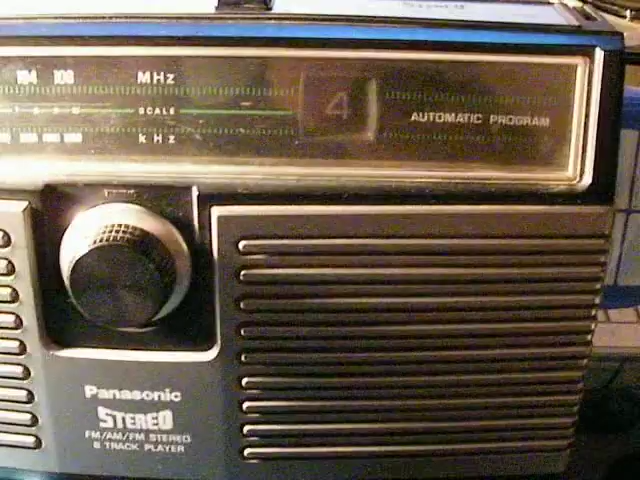 104 108 MHz
SCALE
kHz
4
AUTOMATIC PROGRAM
Panasonic
STEREO
FM/AM/FM STEREO
8 TRACK PLAYER